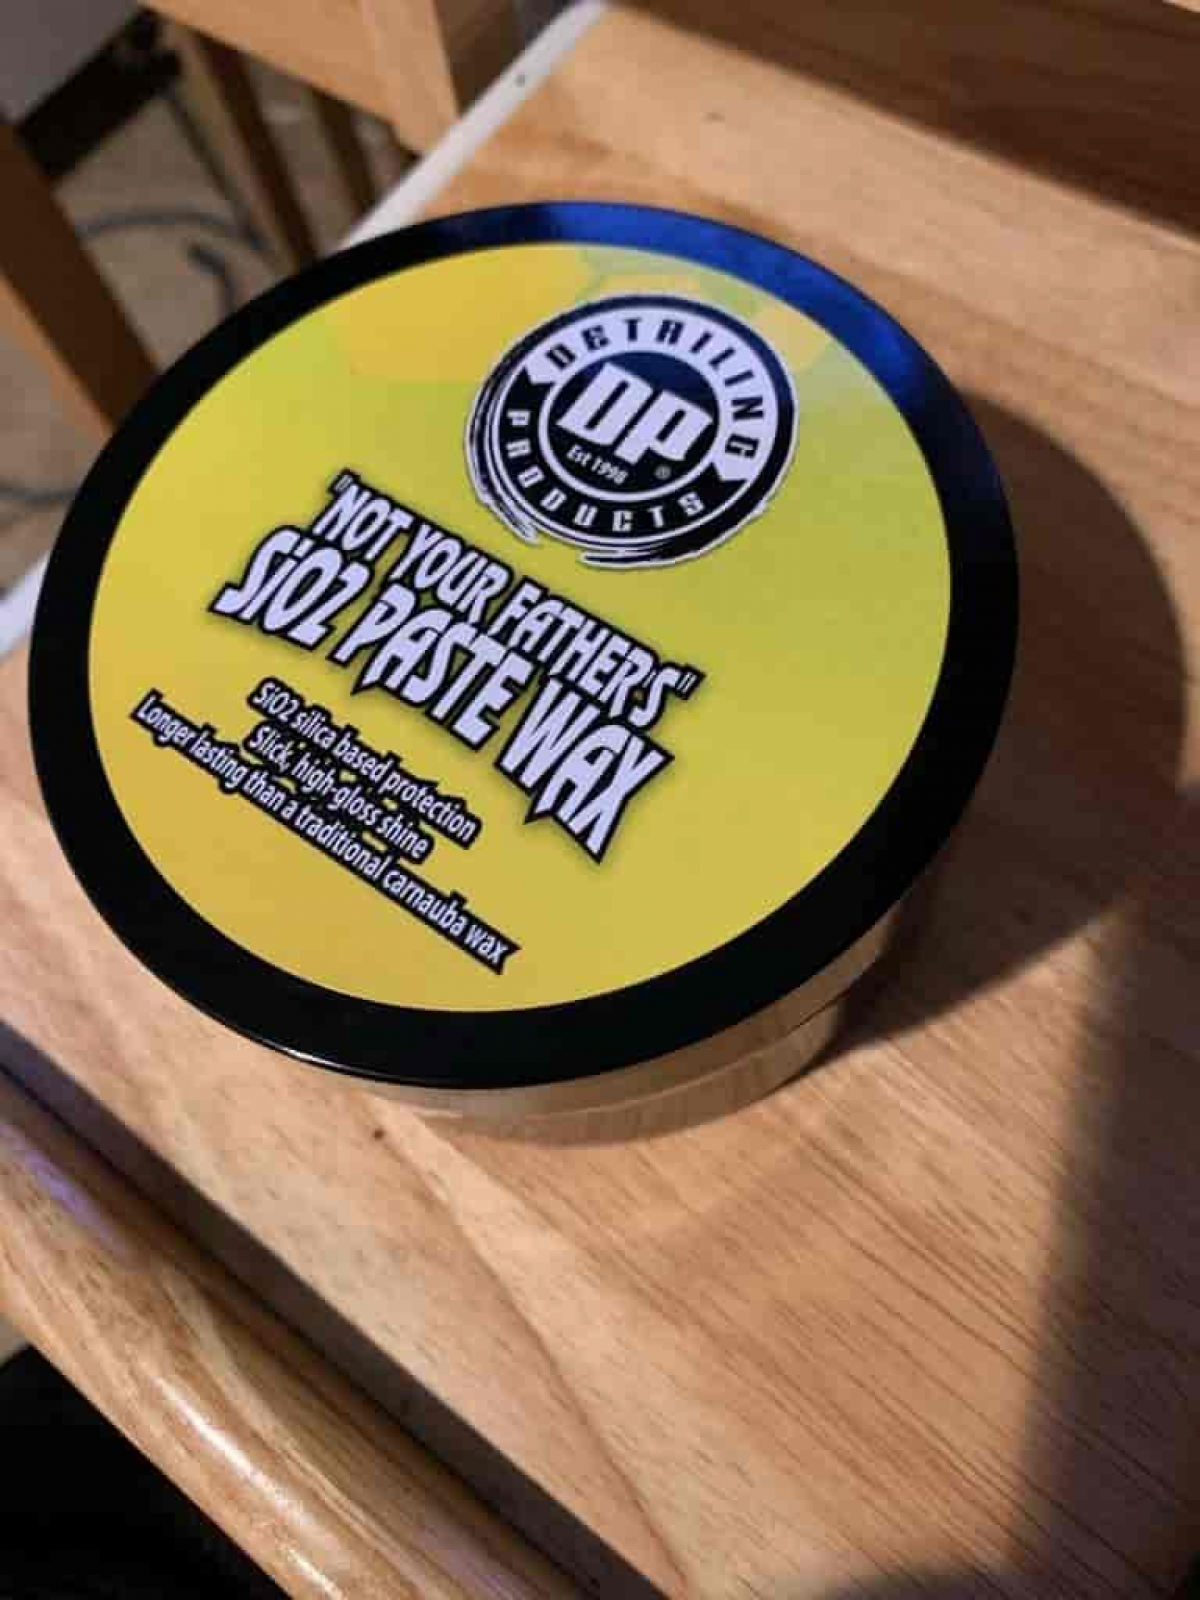 DETAILING
DP
Est 1998
®
PRODUCTS
"NOT YOUR FATHER'S"
SiO2 PASTE WAX
SiO2 silica based protection
Slick, high-gloss shine
Longer lasting than a traditional carnauba wax